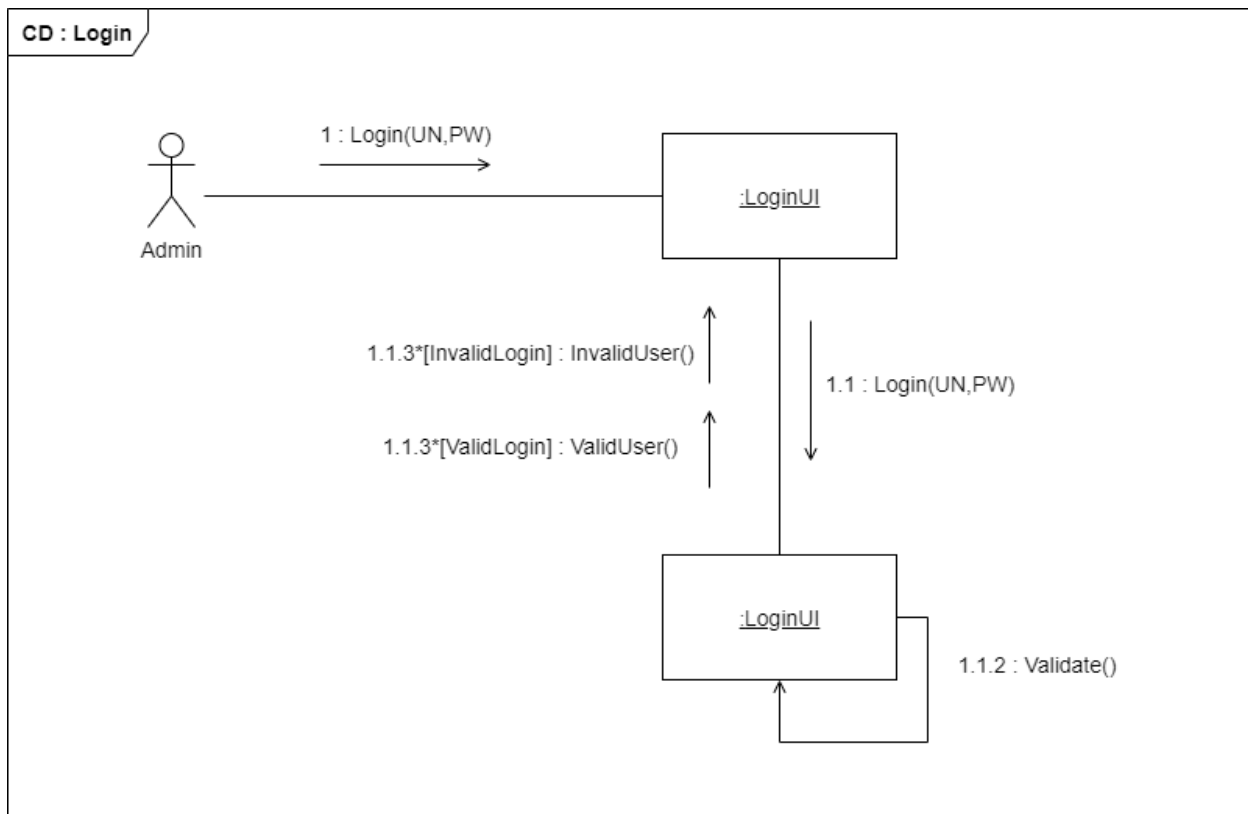 CD : Login
1 : Login(UN,PW)
:LoginUI
Admin
1.1.3*[InvalidLogin] : InvalidUser()
1.1 : Login(UN,PW)
1.1.3*[ValidLogin] : ValidUser()
:LoginUI
1.1.2 : Validate()